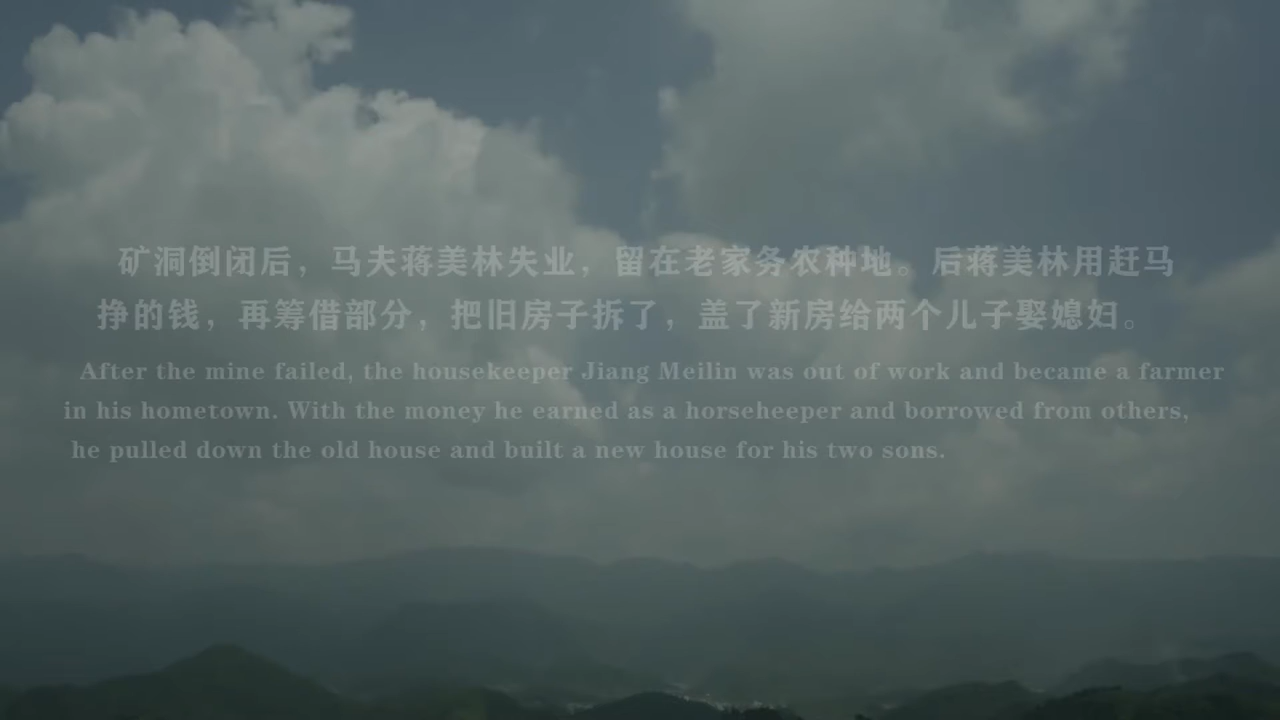 矿洞倒闭后，马夫蒋美林失业，留在老家务农种地。后蒋美林用赶马
挣的钱，再筹借部分，把旧房子拆了，盖了新房给两个儿子娶媳妇。
After the mine failed, the housekeeper Jiang Meilin was out of work and became a farmer
in his hometown. With the money he earned as a horseheeper and borrowed from others,
he pulled down the old house and built a new house for his two sons.